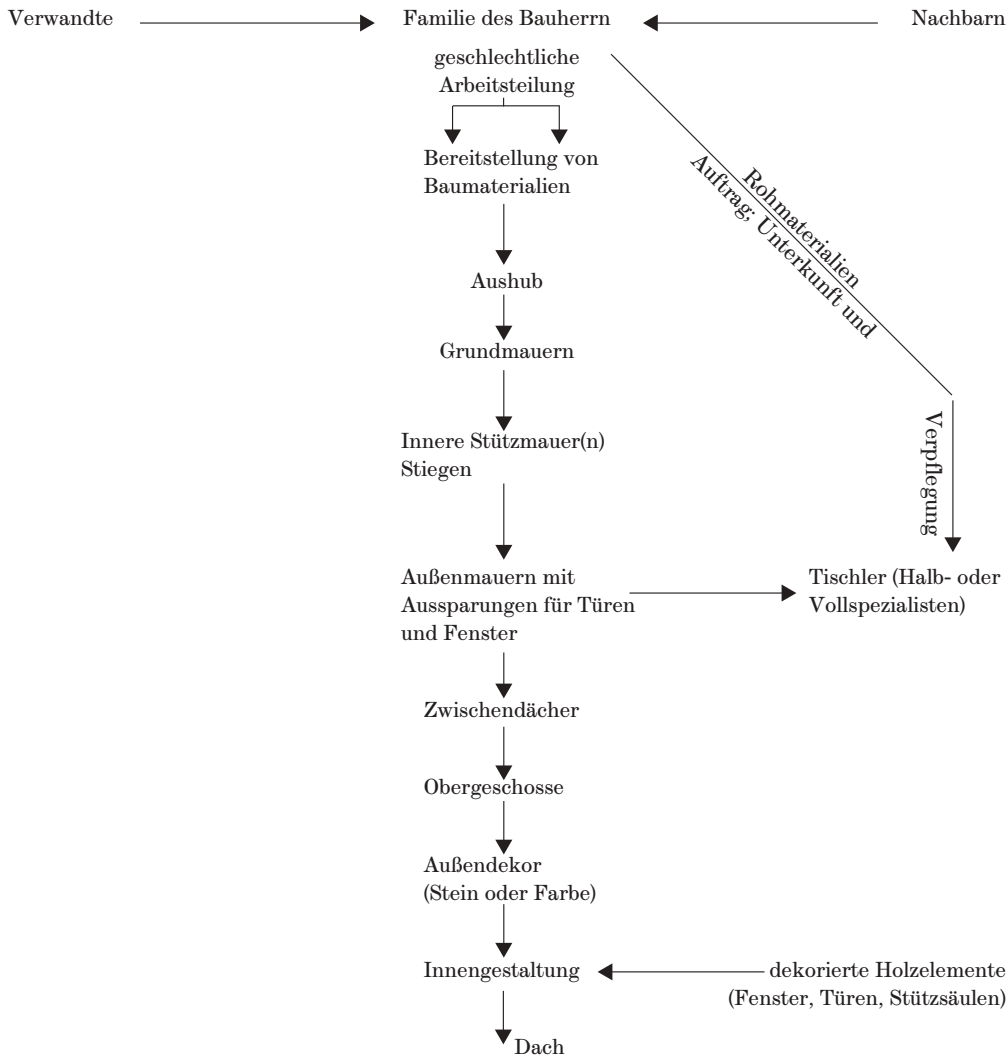 Verwandte
Familie des Bauherrn
Nachbarn
geschlechtliche
Arbeitsteilung
Bereitstellung von
Baumaterialien
Rohmaterialien
Auftrag; Unterkunft und
Verpflegung
Aushub
Grundmauern
Innere Stützmauer(n)
Stiegen
Außenmauern mit
Aussparungen für Türen
und Fenster
Tischler (Halb- oder
Vollspezialisten)
Zwischendächer
Obergeschosse
Außendekor
(Stein oder Farbe)
Innengestaltung
dekorierte Holzelemente
(Fenster, Türen, Stützsäulen)
Dach